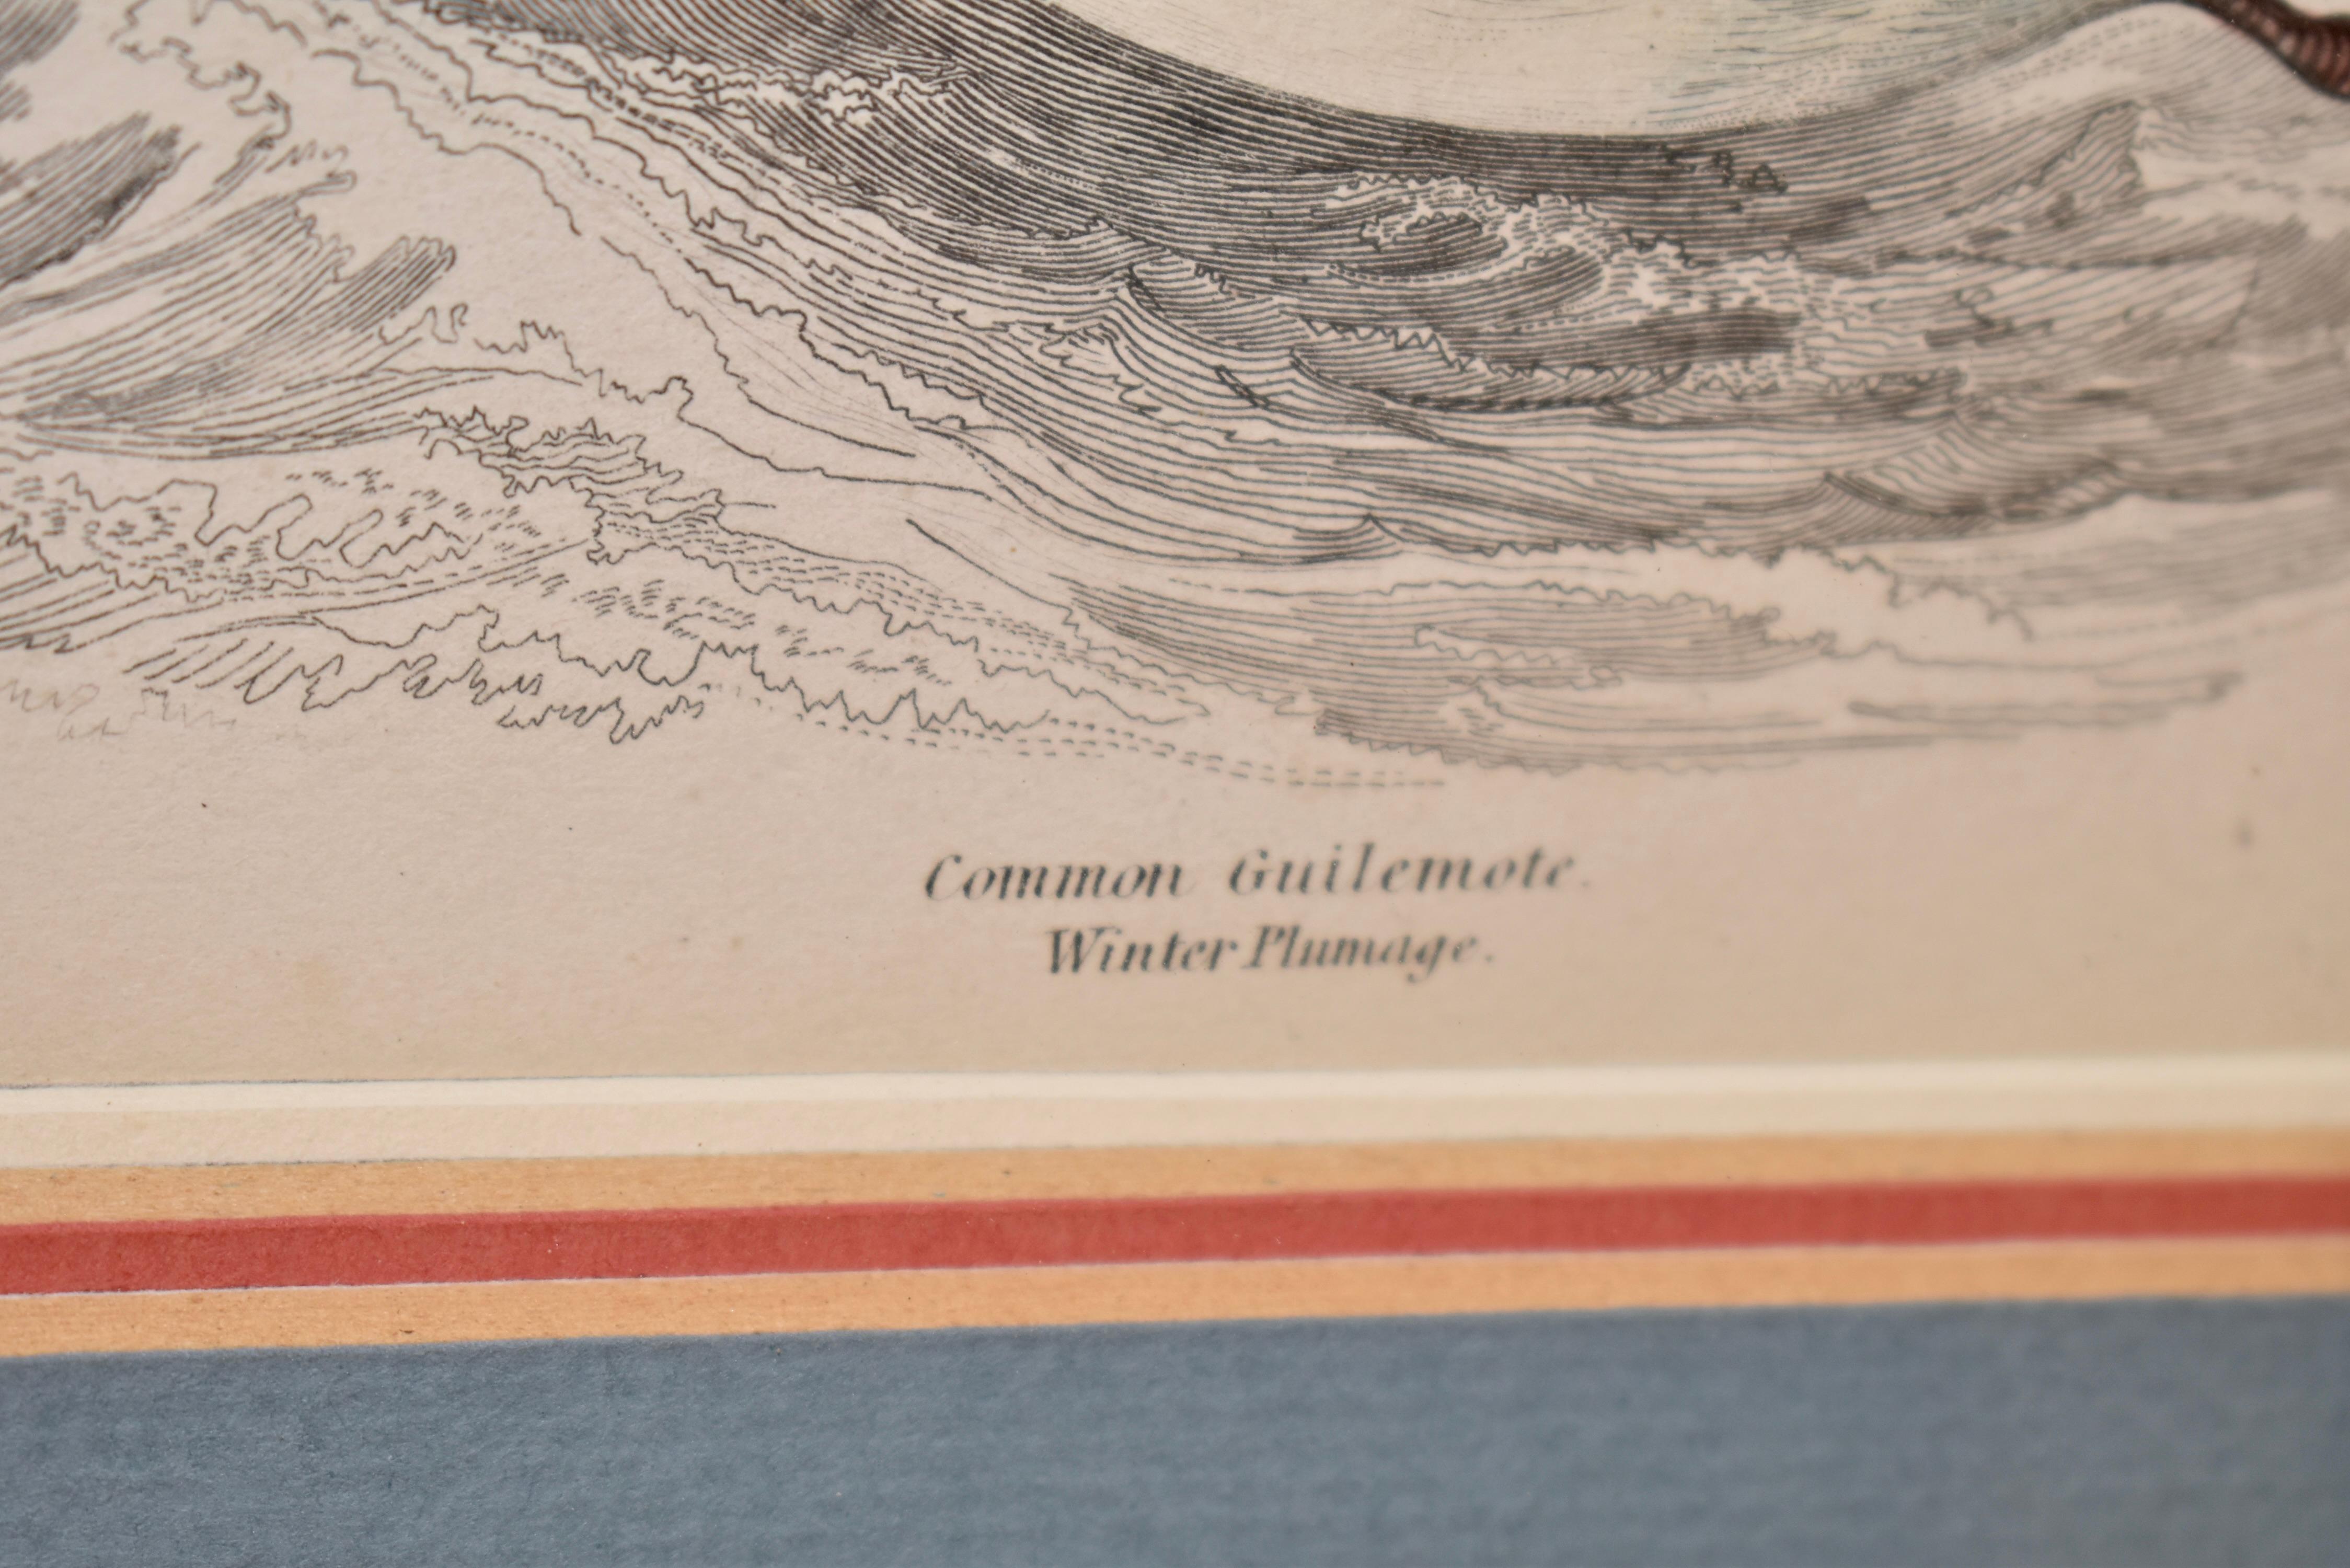 Common Guilemote.
Winter Plumage.